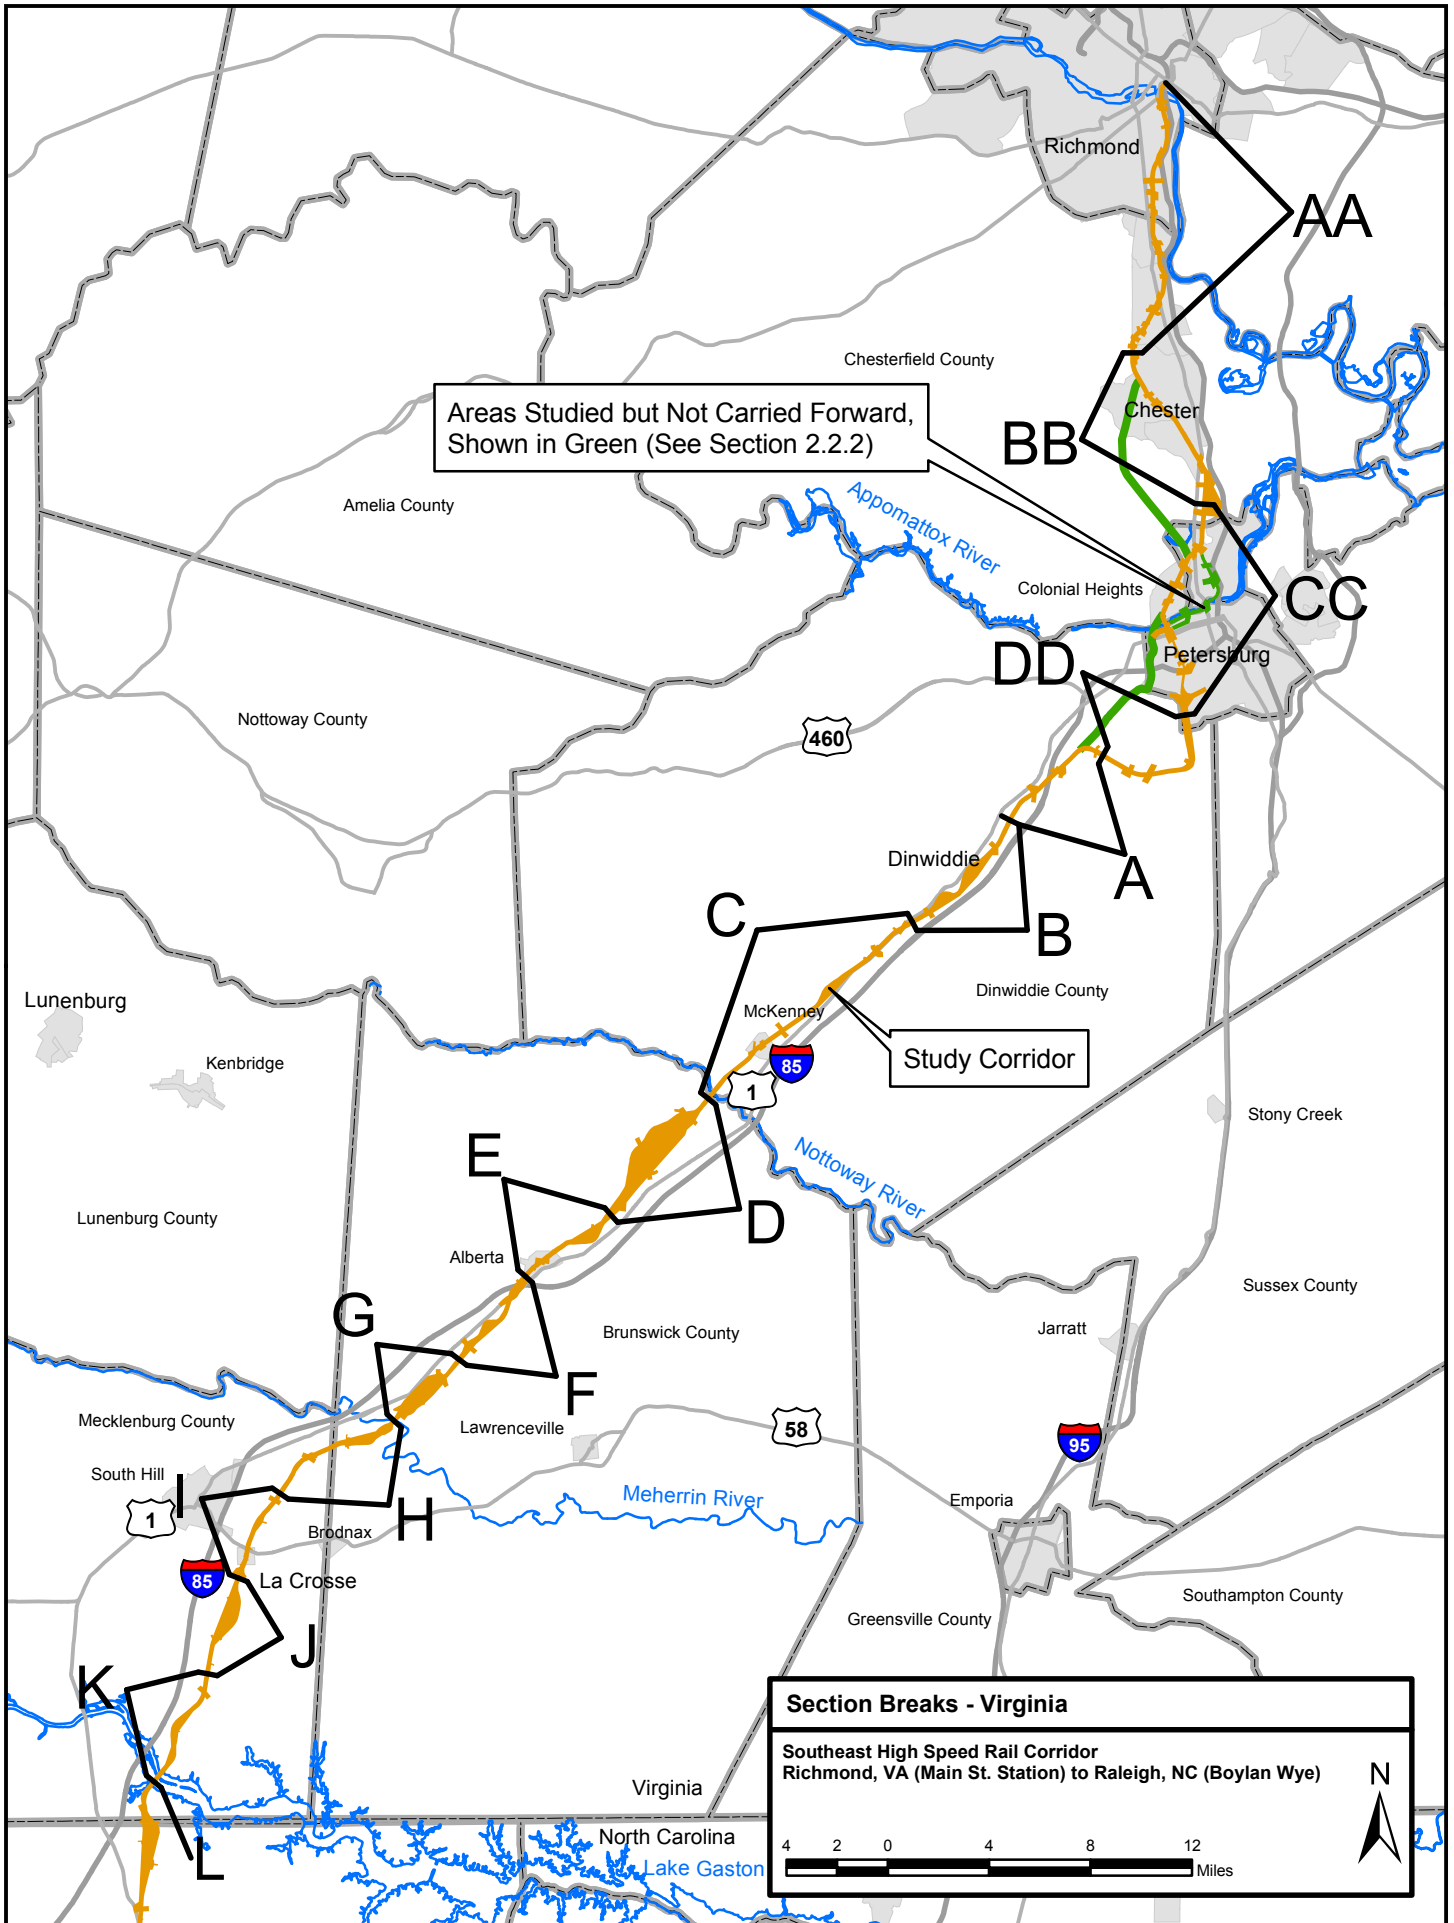 Richmond
AA
Chesterfield County
Areas Studied but Not Carried Forward,
Shown in Green (See Section 2.2.2)
Chester
BB
Amelia County
Appomattox River
Colonial Heights
CC
DD
Petersburg
Nottoway County
460
Dinwiddie
A
C
B
Lunenburg
Dinwiddie County
McKenney
Study Corridor
Kenbridge
85
1
Stony Creek
E
Nottoway River
D
Lunenburg County
Alberta
Sussex County
G
Brunswick County
Jarratt
F
Mecklenburg County
Lawrenceville
58
95
South Hill
I
1
Meherrin River
Emporia
H
Brodnax
85
La Crosse
Southampton County
Greensville County
J
K
Section Breaks - Virginia
Southeast High Speed Rail Corridor
Richmond, VA (Main St. Station) to Raleigh, NC (Boylan Wye)
N
Virginia
North Carolina
Lake Gaston
L
4 2 0 4 8 12
Miles